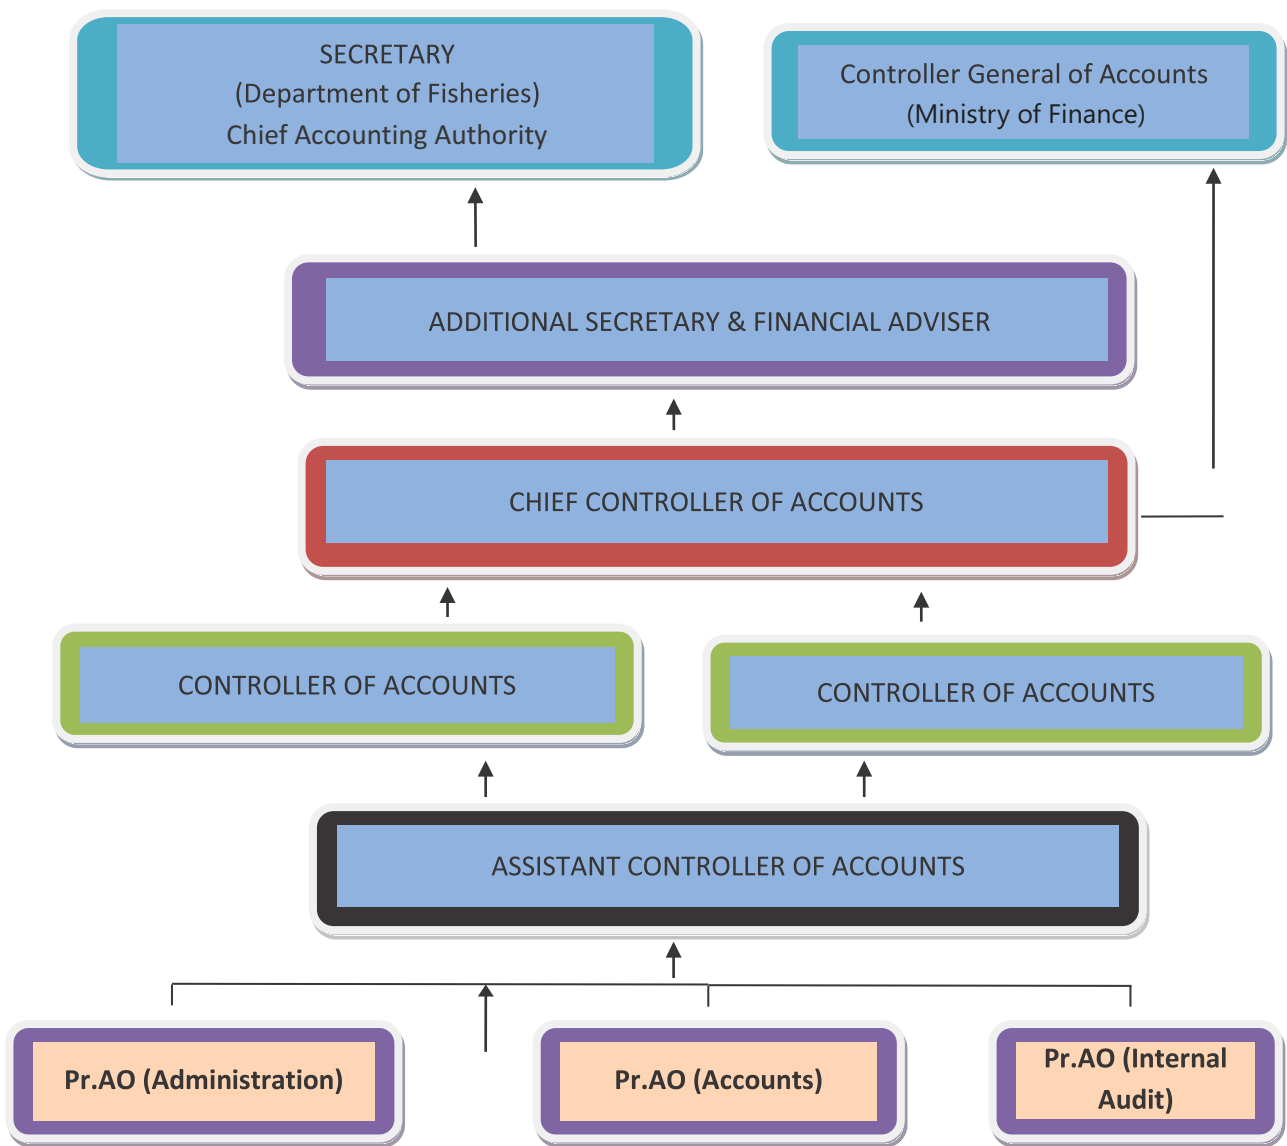 SECRETARY
(Department of Fisheries)
Chief Accounting Authority
Controller General of Accounts
(Ministry of Finance)
ADDITIONAL SECRETARY & FINANCIAL ADVISER
CHIEF CONTROLLER OF ACCOUNTS
CONTROLLER OF ACCOUNTS
CONTROLLER OF ACCOUNTS
ASSISTANT CONTROLLER OF ACCOUNTS
Pr.AO (Administration)
Pr.AO (Accounts)
Pr.AO (Internal
Audit)